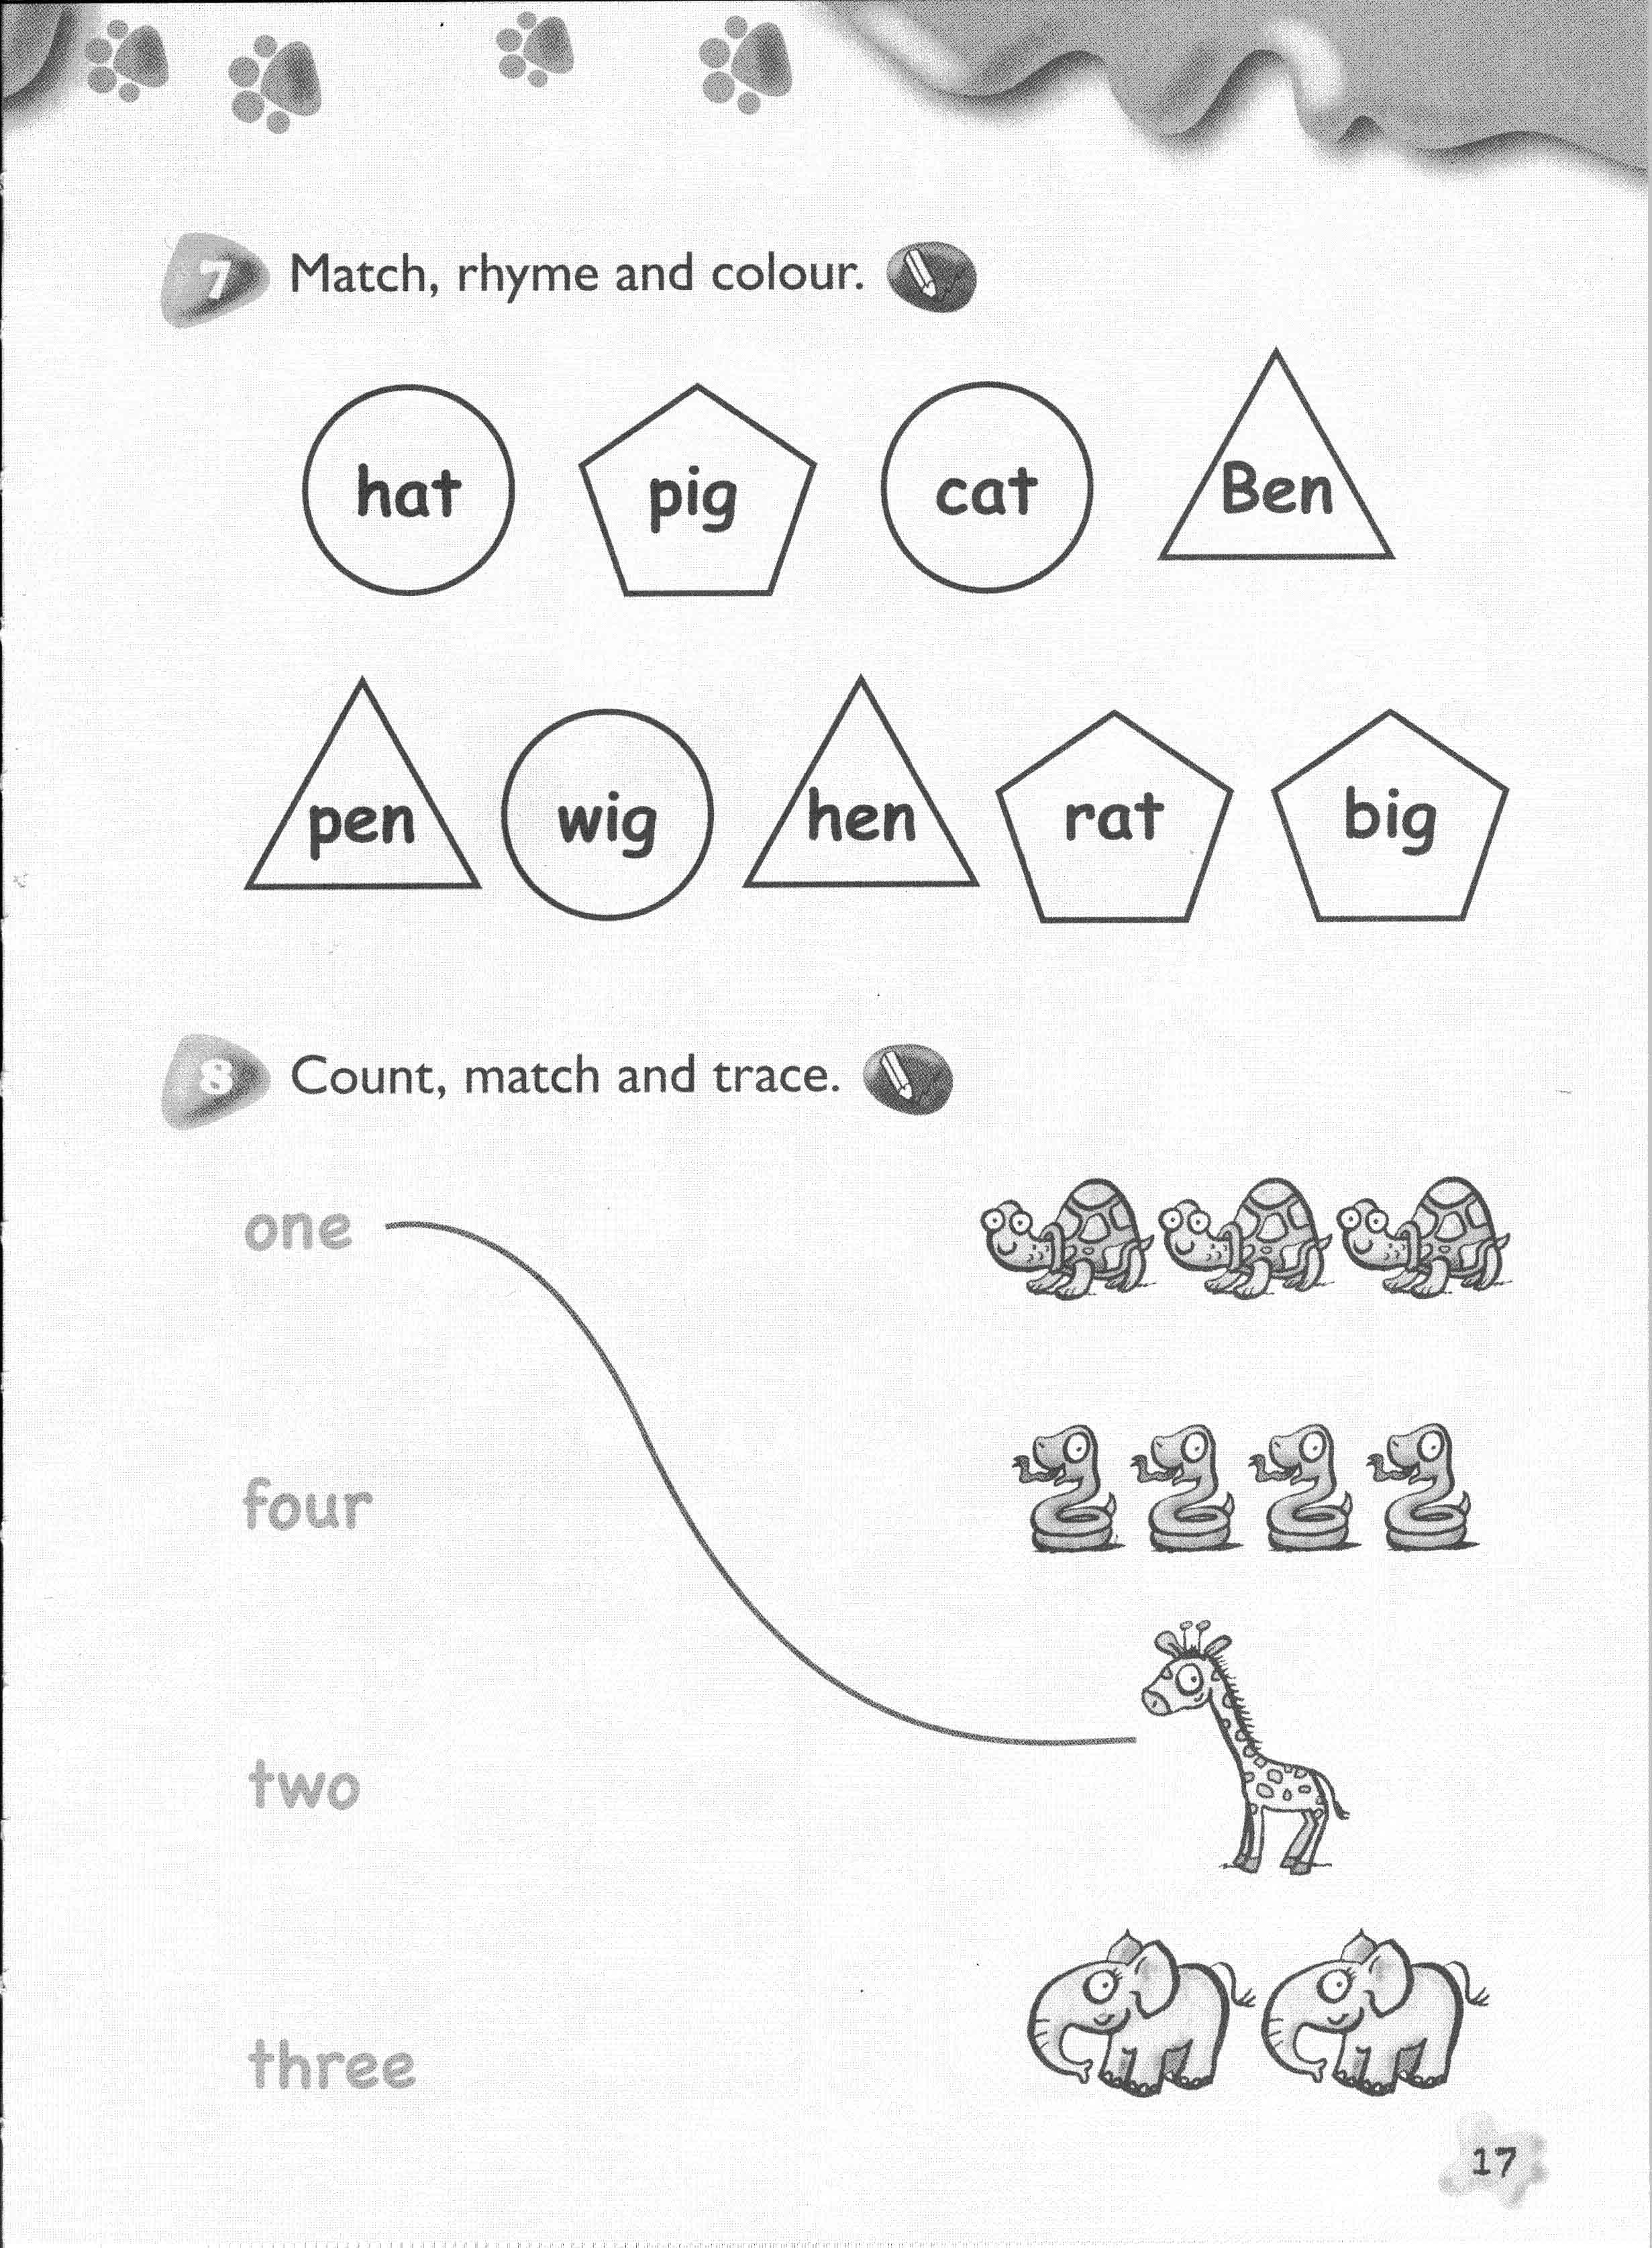 7 Match, rhyme and colour.
hat pig cat Ben
pen wig hen rat big
8 Count, match and trace.
one
four
two
three
17